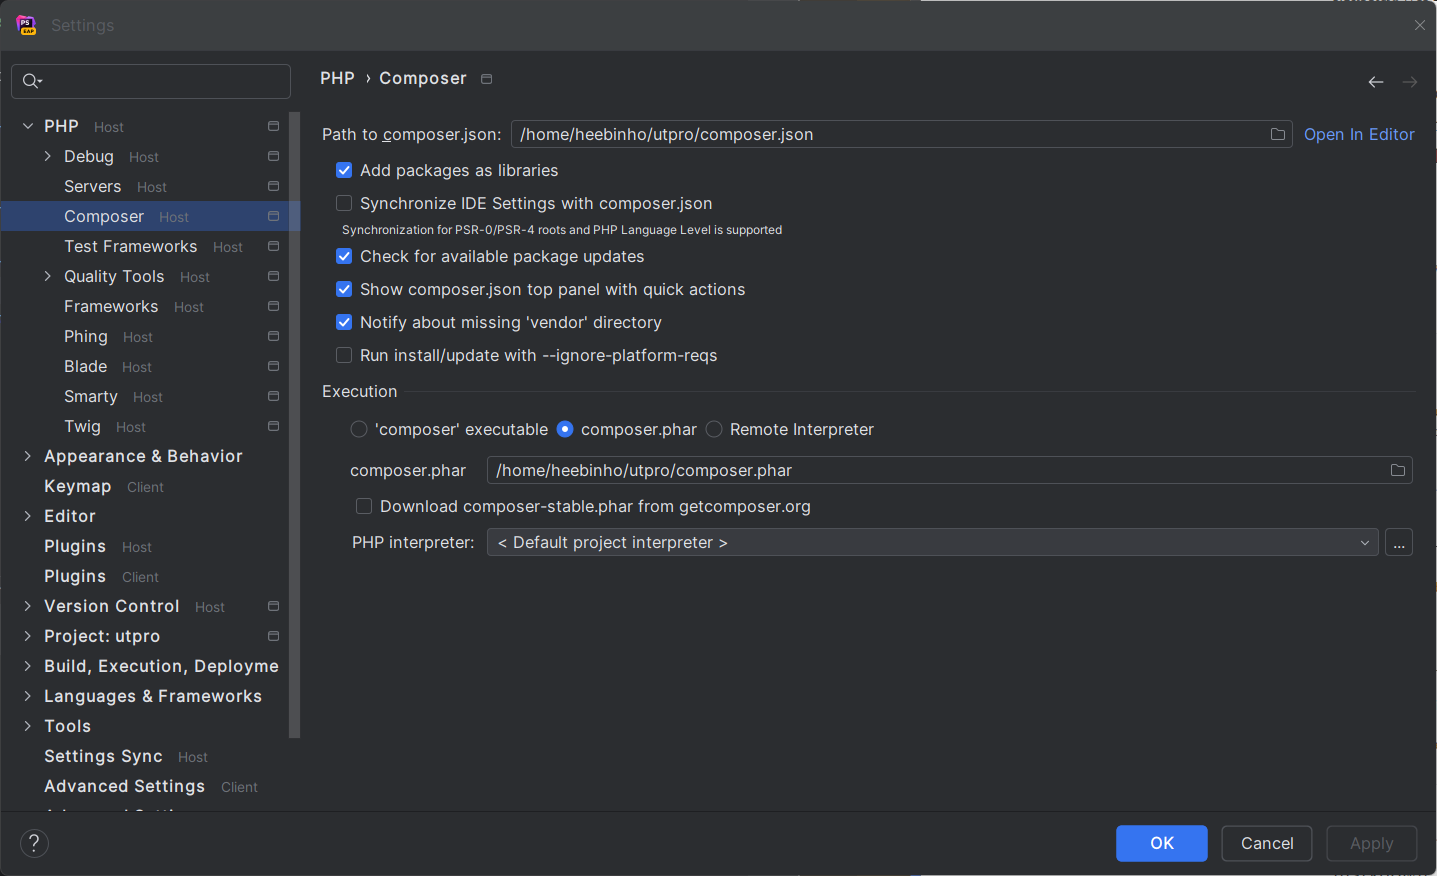 Settings
PHP › Composer
PHP Host
Debug Host
Servers Host
Composer Host
Test Frameworks Host
Quality Tools Host
Frameworks Host
Phing Host
Blade Host
Smarty Host
Twig Host
Appearance & Behavior
Keymap Client
Editor
Plugins Host
Plugins Client
Version Control Host
Project: utpro
Build, Execution, Deployme
Languages & Frameworks
Tools
Settings Sync Host
Advanced Settings Client
Path to composer.json: /home/heebinho/utpro/composer.json Open In Editor
Add packages as libraries
Synchronize IDE Settings with composer.json
Synchronization for PSR-0/PSR-4 roots and PHP Language Level is supported
Check for available package updates
Show composer.json top panel with quick actions
Notify about missing 'vendor' directory
Run install/update with --ignore-platform-reqs
Execution
'composer' executable composer.phar Remote Interpreter
composer.phar /home/heebinho/utpro/composer.phar
Download composer-stable.phar from getcomposer.org
PHP interpreter: < Default project interpreter > ...
? OK Cancel Apply